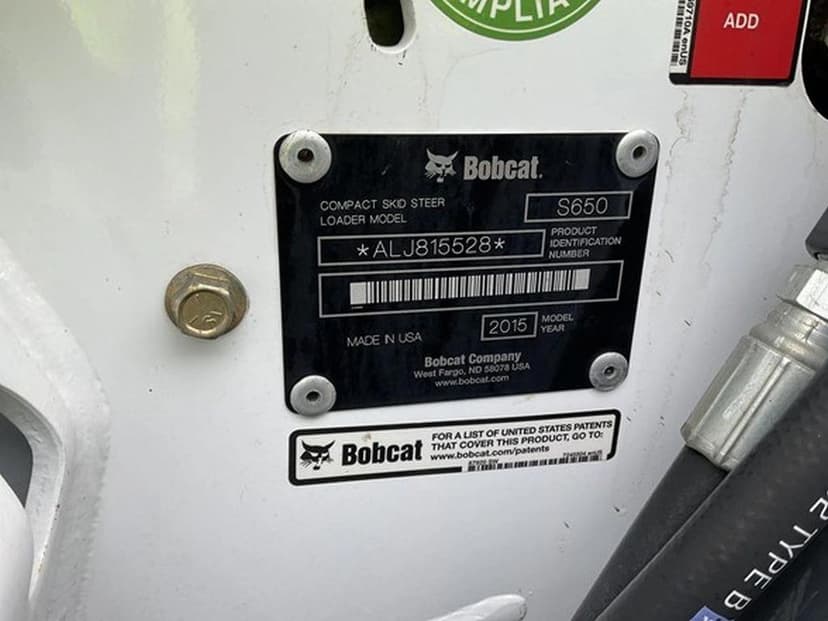 MPLIA
ADD
Bobcat.
COMPACT SKID STEER
LOADER MODEL
S650
*ALJ815528*
PRODUCT
IDENTIFICATION
NUMBER
MADE IN USA
2015
MODEL
YEAR
Bobcat Company
West Fargo, ND 58078 USA
www.bobcat.com
Bobcat
FOR A LIST OF UNITED STATES PATENTS
THAT COVER THIS PRODUCT, GO TO:
www.bobcat.com/patents
2 TYPE B